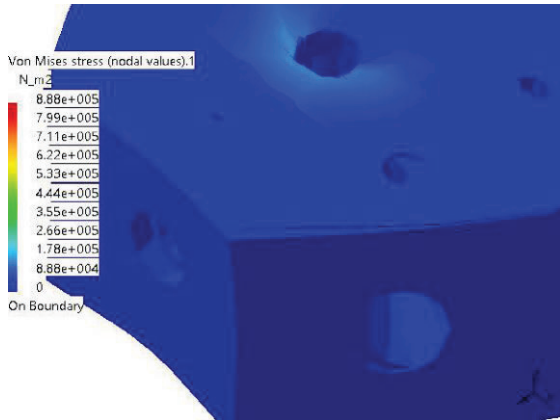 Von Mises stress (nodal values).1
N_m2
8.88e+005
7.99e+005
7.11e+005
6.22e+005
5.33e+005
4.44e+005
3.55e+005
2.66e+005
1.78e+005
8.88e+004
0
On Boundary